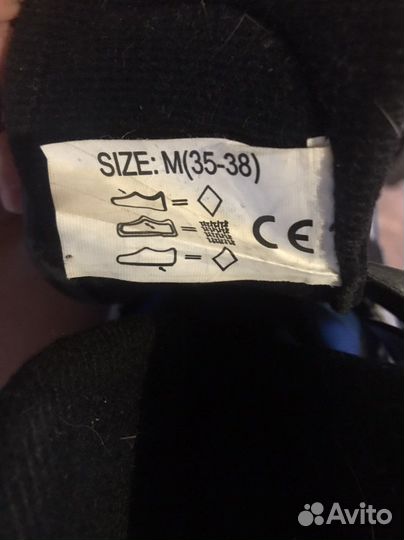 SIZE: M(35-38)
=
=
CE
=
Avito